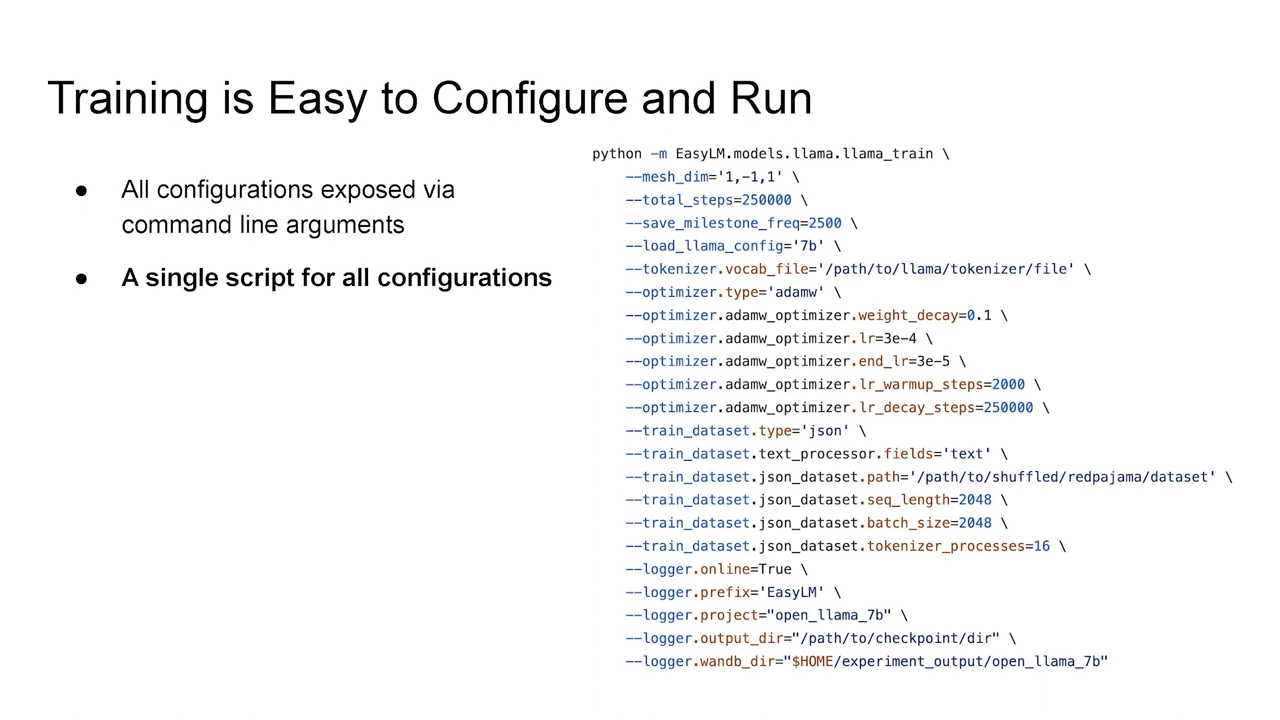 Training is Easy to Configure and Run
● All configurations exposed via
command line arguments
● A single script for all configurations
python -m EasyLM.models.llama.llama_train \
--mesh_dim='1,-1,1' \
--total_steps=250000 \
--save_milestone_freq=2500 \
--load_llama_config='7b' \
--tokenizer.vocab_file='/path/to/llama/tokenizer/file' \
--optimizer.type='adamw' \
--optimizer.adamw_optimizer.weight_decay=0.1 \
--optimizer.adamw_optimizer.lr=3e-4 \
--optimizer.adamw_optimizer.end_lr=3e-5 \
--optimizer.adamw_optimizer.lr_warmup_steps=2000 \
--optimizer.adamw_optimizer.lr_decay_steps=250000 \
--train_dataset.type='json' \
--train_dataset.text_processor.fields='text' \
--train_dataset.json_dataset.path='/path/to/shuffled/redpajama/dataset' \
--train_dataset.json_dataset.seq_length=2048 \
--train_dataset.json_dataset.batch_size=2048 \
--train_dataset.json_dataset.tokenizer_processes=16 \
--logger.online=True \
--logger.prefix='EasyLM' \
--logger.project="open_llama_7b" \
--logger.output_dir="/path/to/checkpoint/dir" \
--logger.wandb_dir="$HOME/experiment_output/open_llama_7b"